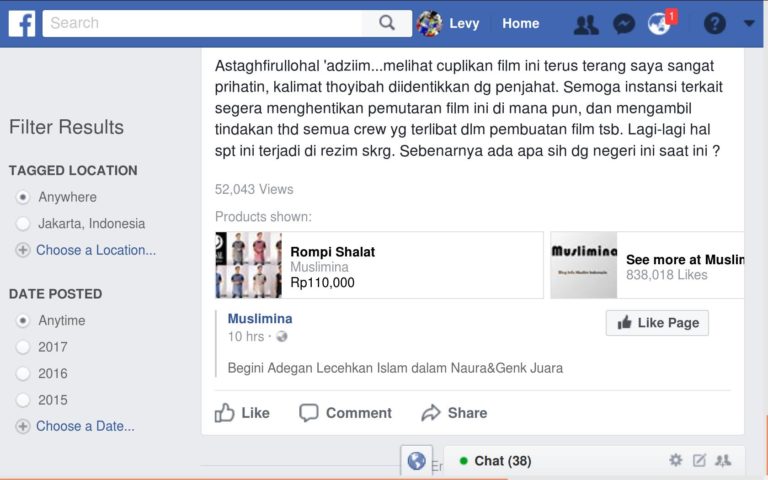 Search
Levy
Home
1
Astaghfirullohal 'adziim...melihat cuplikan film ini terus terang saya sangat
prihatin, kalimat thoyibah diidentikkan dg penjahat. Semoga instansi terkait
segera menghentikan pemutaran film ini di mana pun, dan mengambil
tindakan thd semua crew yg terlibat dlm pembuatan film tsb. Lagi-lagi hal
spt ini terjadi di rezim skrg. Sebenarnya ada apa sih dg negeri ini saat ini ?
52,043 Views
Products shown:
Rompi Shalat
Muslimina
Rp110,000
Muslimina
See more at Muslim
838,018 Likes
Muslimina
10 hrs ·
Like Page
Begini Adegan Lecehkan Islam dalam Naura&Genk Juara
Like
Comment
Share
Filter Results
TAGGED LOCATION
Anywhere
Jakarta, Indonesia
Choose a Location...
DATE POSTED
Anytime
2017
2016
2015
Choose a Date...
Er
Chat (38)